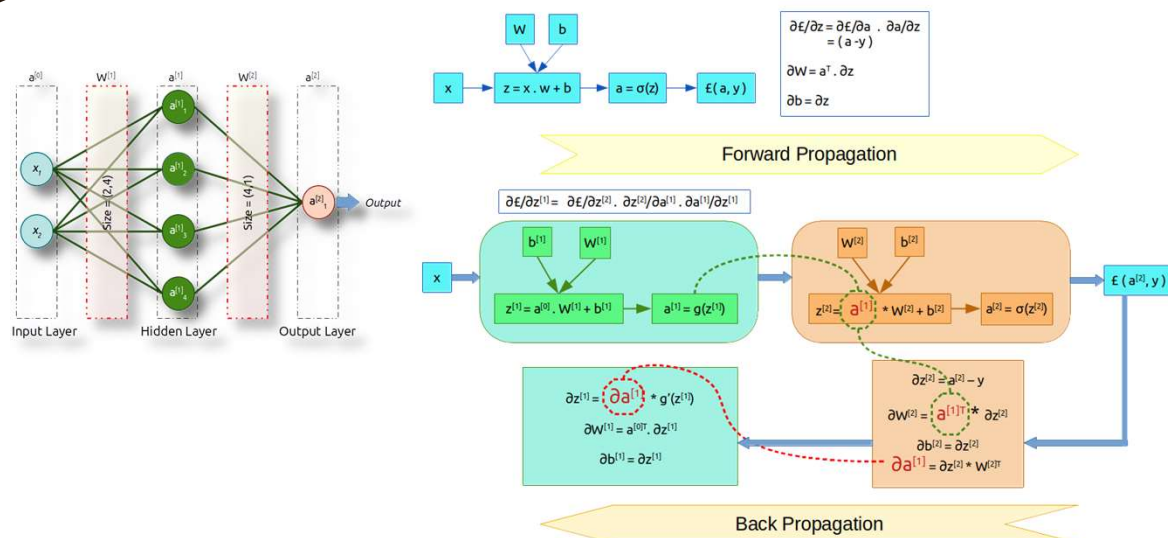 a[0]
W[1]
a[1]
W[2]
a[2]
x₁
x₂
Size = (2,4)
a[1]₁
a[1]₂
a[1]₃
a[1]₄
Size = (4,1)
a[2]₁
Output
Input Layer
Hidden Layer
Output Layer
W
b
x
z = x . w + b
a = σ(z)
£( a, y )
∂£/∂z = ∂£/∂a . ∂a/∂z
= ( a -y )
∂W = aᵀ . ∂z
∂b = ∂z
Forward Propagation
∂£/∂z[1] = ∂£/∂z[2] . ∂z[2]/∂a[1] . ∂a[1]/∂z[1]
x
b[1]
W[1]
z[1] = a[0] . W[1] + b[1]
a[1] = g(z[1])
W[2]
b[2]
z[2] = a[1] * W[2] + b[2]
a[2] = σ(z[2])
£ ( a[2], y )
∂z[1] = ∂a[1] * g'(z[1])
∂W[1] = a[0]T . ∂z[1]
∂b[1] = ∂z[1]
∂z[2] = a[2] – y
∂W[2] = a[1]T * ∂z[2]
∂b[2] = ∂z[2]
∂a[1] = ∂z[2] * W[2]T
Back Propagation